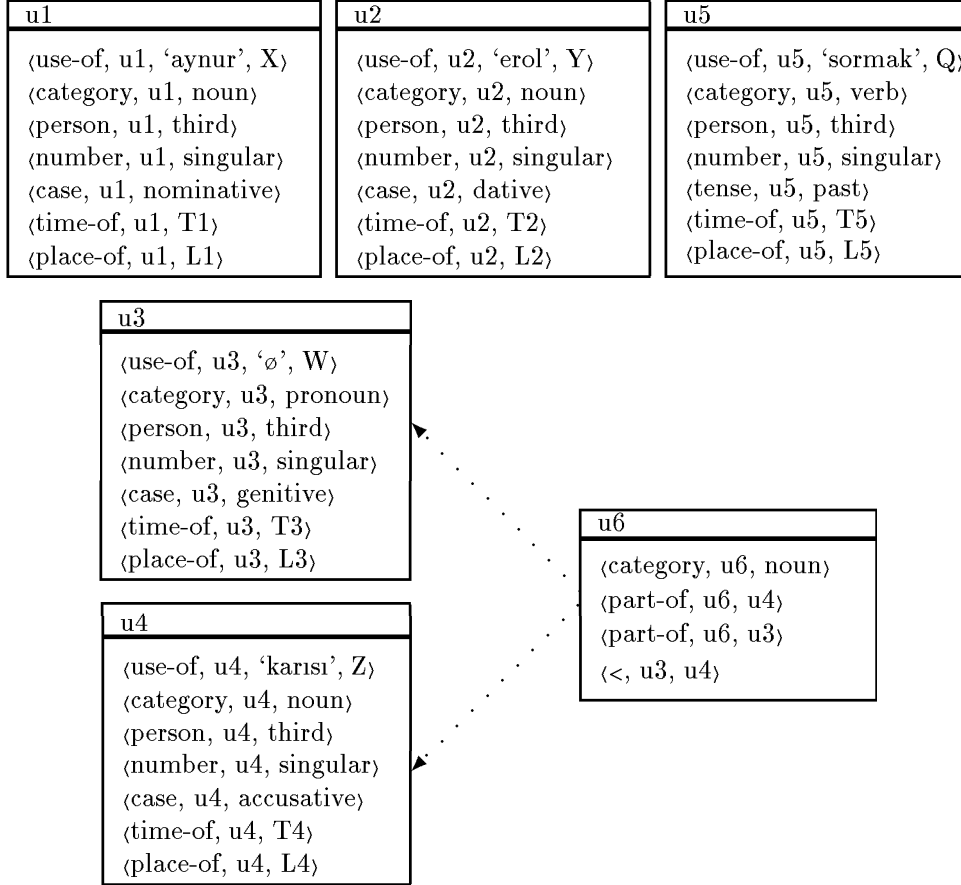 u1
⟨use-of, u1, ‘aynur’, X⟩
⟨category, u1, noun⟩
⟨person, u1, third⟩
⟨number, u1, singular⟩
⟨case, u1, nominative⟩
⟨time-of, u1, T1⟩
⟨place-of, u1, L1⟩
u2
⟨use-of, u2, ‘erol’, Y⟩
⟨category, u2, noun⟩
⟨person, u2, third⟩
⟨number, u2, singular⟩
⟨case, u2, dative⟩
⟨time-of, u2, T2⟩
⟨place-of, u2, L2⟩
u5
⟨use-of, u5, ‘sormak’, Q⟩
⟨category, u5, verb⟩
⟨person, u5, third⟩
⟨number, u5, singular⟩
⟨tense, u5, past⟩
⟨time-of, u5, T5⟩
⟨place-of, u5, L5⟩
u3
⟨use-of, u3, ‘ø’, W⟩
⟨category, u3, pronoun⟩
⟨person, u3, third⟩
⟨number, u3, singular⟩
⟨case, u3, genitive⟩
⟨time-of, u3, T3⟩
⟨place-of, u3, L3⟩
u4
⟨use-of, u4, ‘karısı’, Z⟩
⟨category, u4, noun⟩
⟨person, u4, third⟩
⟨number, u4, singular⟩
⟨case, u4, accusative⟩
⟨time-of, u4, T4⟩
⟨place-of, u4, L4⟩
u6
⟨category, u6, noun⟩
⟨part-of, u6, u4⟩
⟨part-of, u6, u3⟩
⟨<, u3, u4⟩